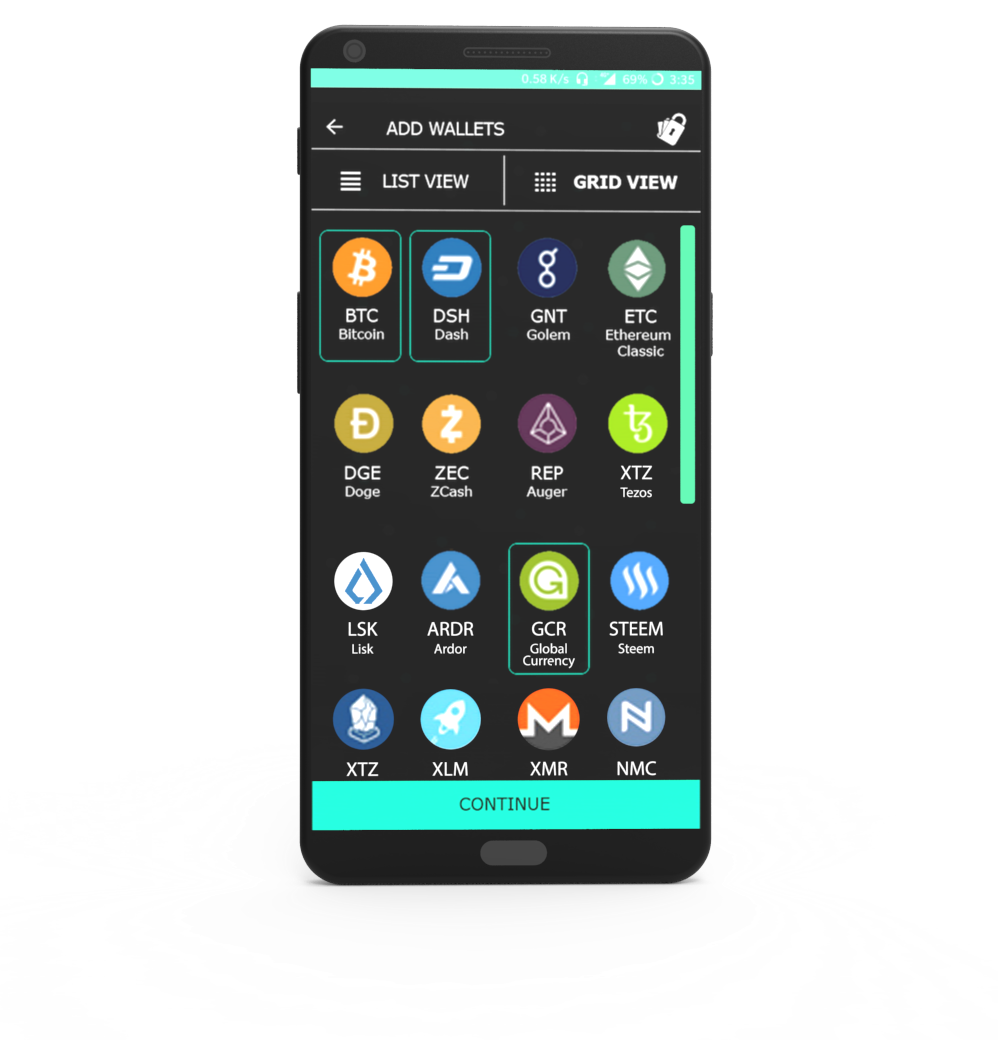 0.58 K/s 69% 3:35
ADD WALLETS
LIST VIEW GRID VIEW
BTC DSH GNT ETC
Bitcoin Dash Golem Ethereum
Classic
DGE ZEC REP XTZ
Doge ZCash Auger Tezos
LSK ARDR GCR STEEM
Lisk Ardor Global Steem
Currency
XTZ XLM XMR NMC
CONTINUE